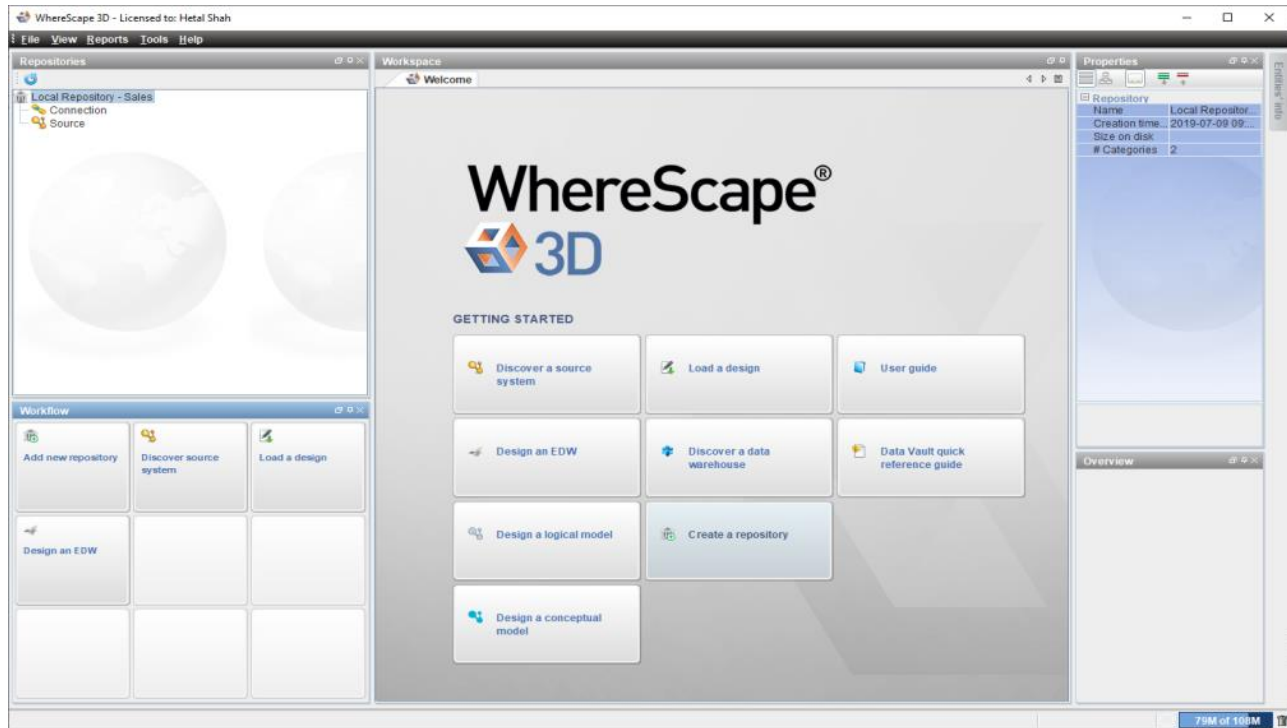 WhereScape 3D - Licensed to: Hetal Shah
File View Reports Tools Help
Repositories
Local Repository - Sales
Connection
Source
Workflow
Add new repository
Discover source
system
Load a design
Design an EDW
Workspace
Welcome
WhereScape®
3D
GETTING STARTED
Discover a source
system
Load a design
User guide
Design an EDW
Discover a data
warehouse
Data Vault quick
reference guide
Design a logical model
Create a repository
Design a conceptual
model
Properties
Repository
Name Local Repositor...
Creation time... 2019-07-09 09:...
Size on disk
# Categories 2
Overview
Entities' info
79M of 108M